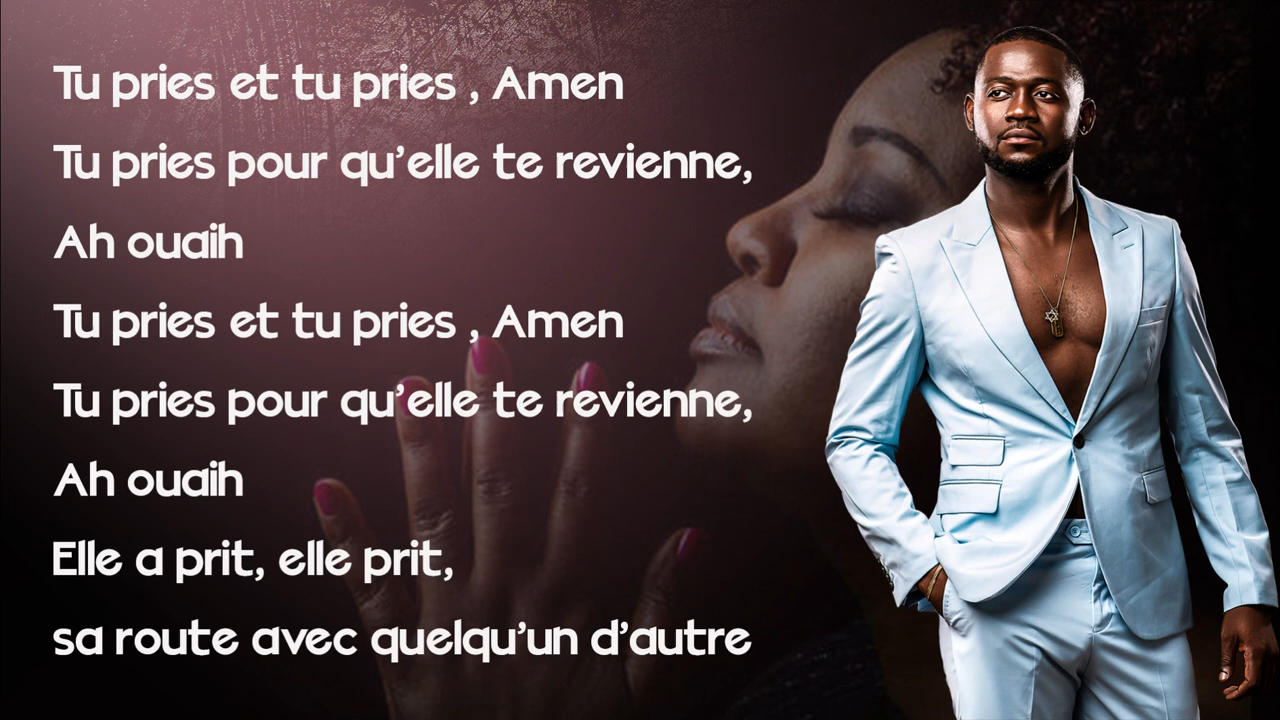 Tu pries et tu pries , Amen
Tu pries pour qu’elle te revienne,
Ah ouaih
Tu pries et tu pries , Amen
Tu pries pour qu’elle te revienne,
Ah ouaih
Elle a prit, elle prit,
sa route avec quelqu’un d’autre